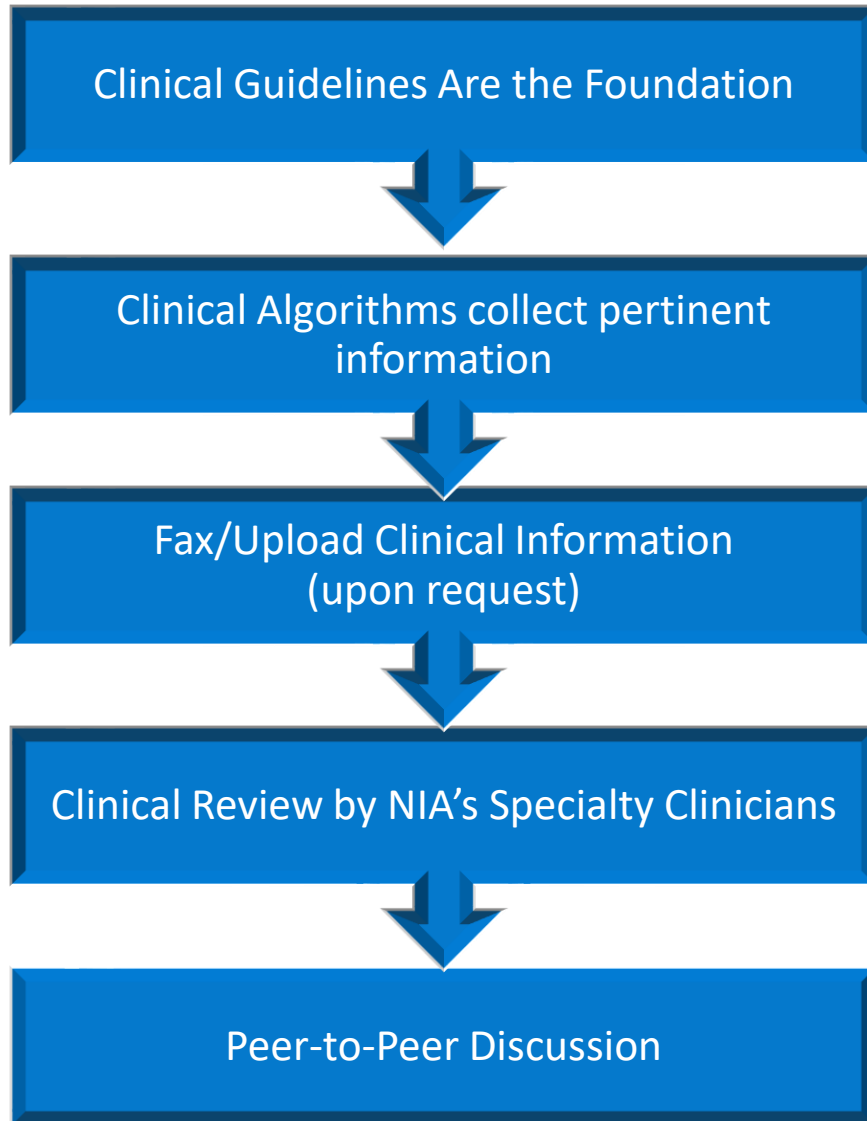 Clinical Guidelines Are the Foundation
Clinical Algorithms collect pertinent
information
Fax/Upload Clinical Information
(upon request)
Clinical Review by NIA’s Specialty Clinicians
Peer-to-Peer Discussion